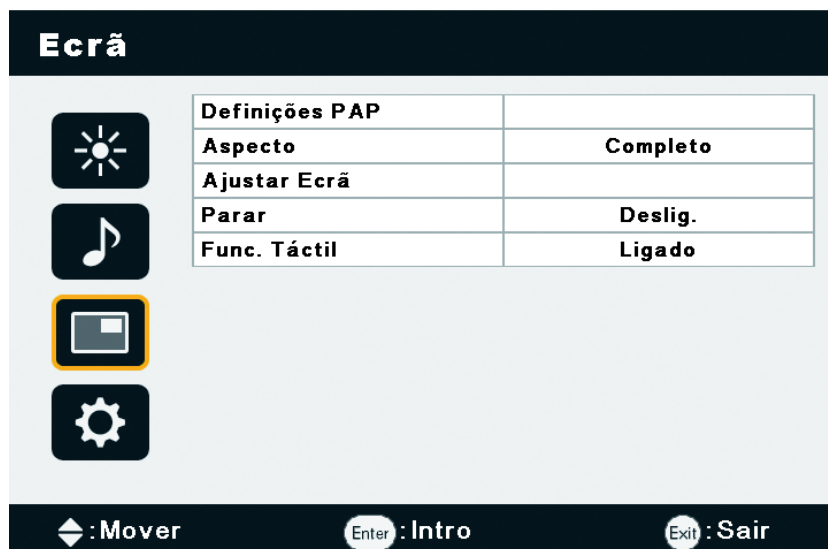 Ecrã
Definições PAP
Aspecto Completo
Ajustar Ecrã
Parar Deslig.
Func. Táctil Ligado
:Mover Enter :Intro Exit :Sair